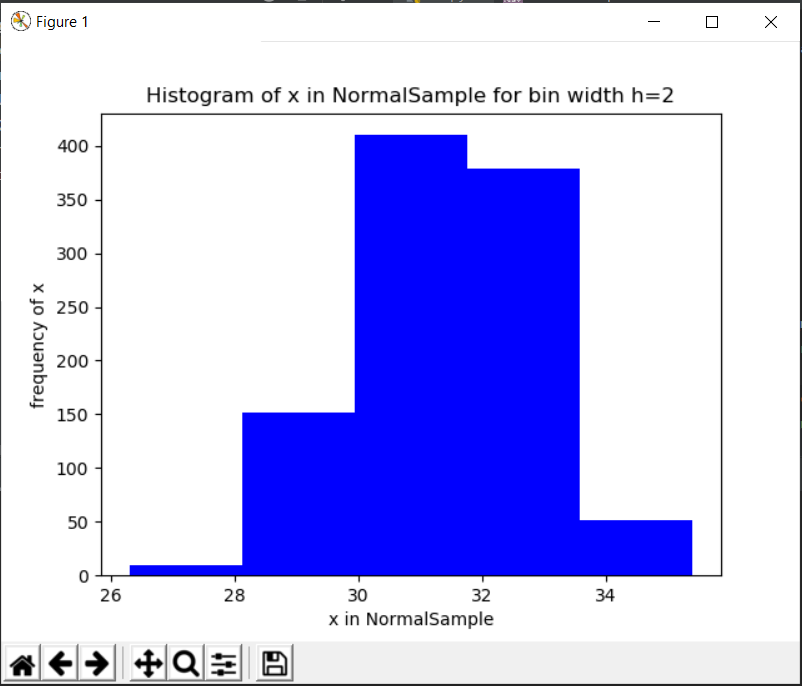 Figure 1
Histogram of x in NormalSample for bin width h=2
400
350
300
250
200
150
100
50
0
frequency of x
26 28 30 32 34
x in NormalSample